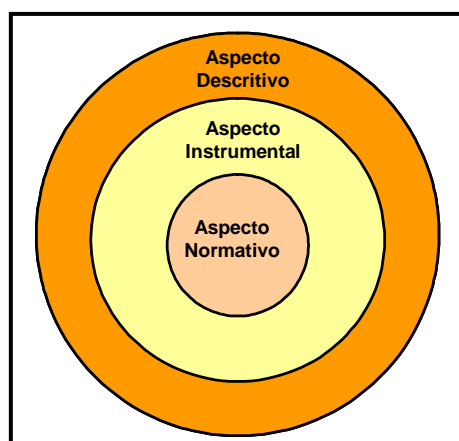 Aspecto
Descritivo
Aspecto
Instrumental
Aspecto
Normativo